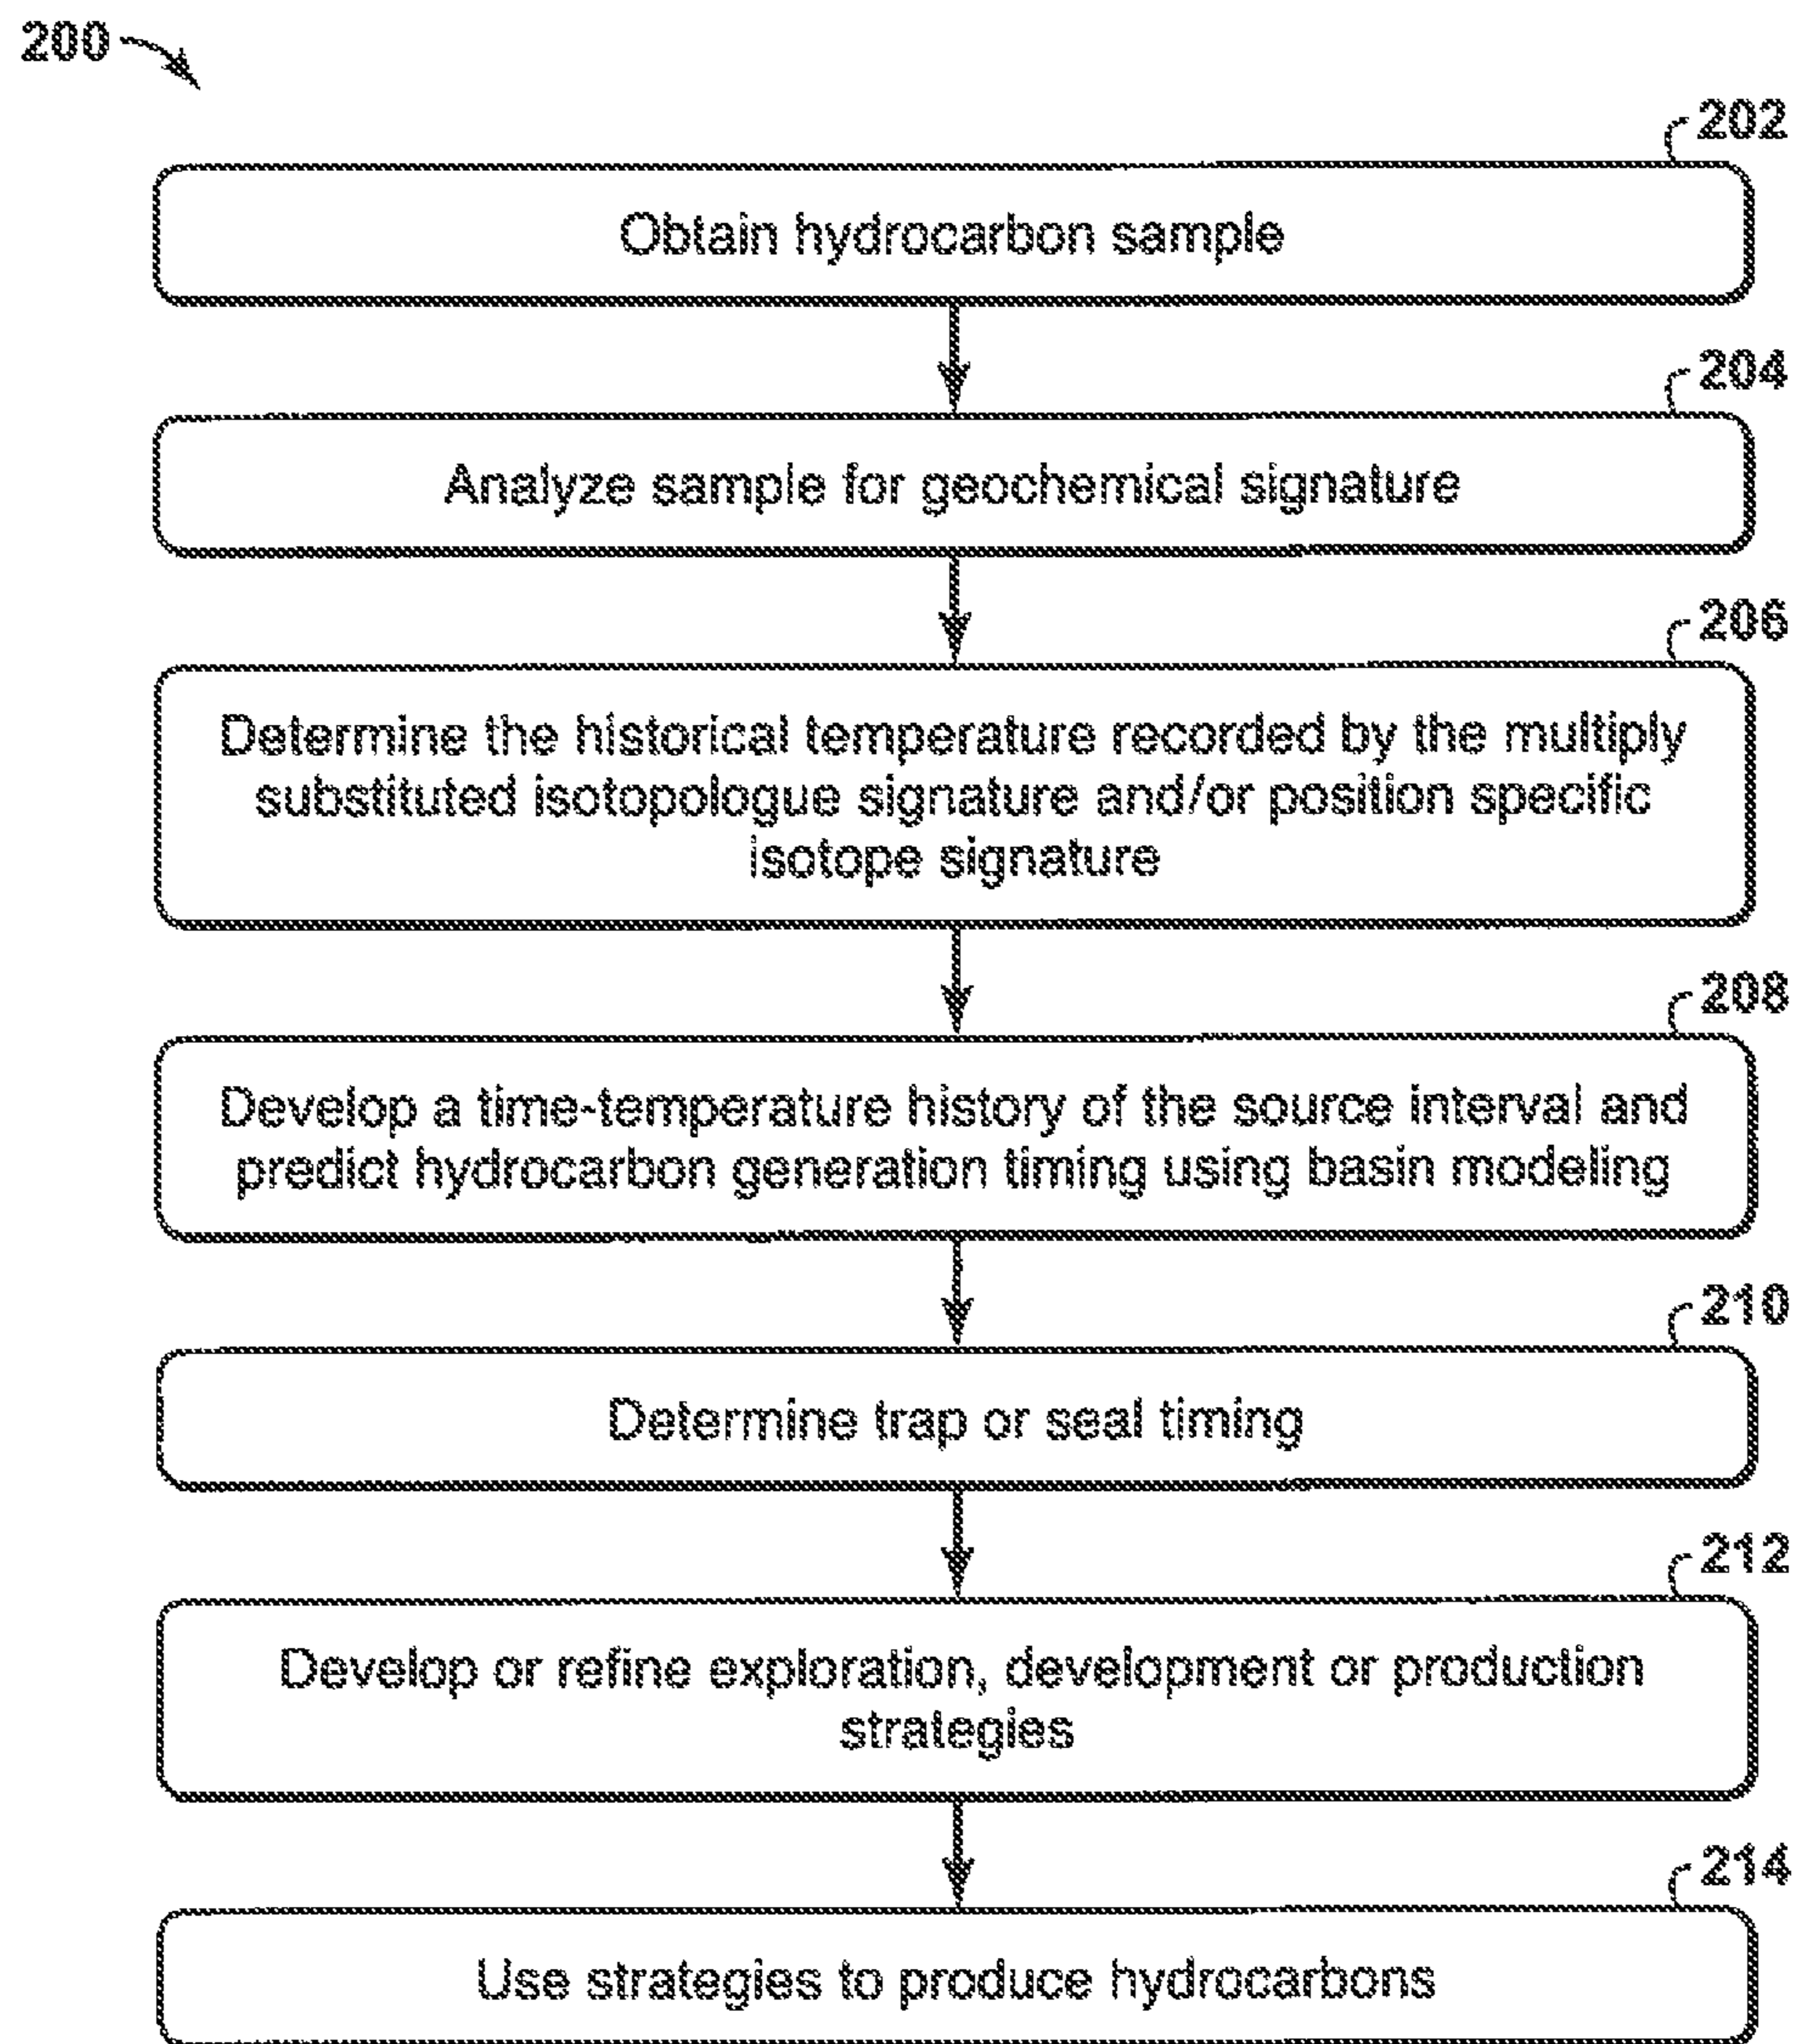 200
202
Obtain hydrocarbon sample
204
Analyze sample for geochemical signature
206
Determine the historical temperature recorded by the multiply
substituted isotopologue signature and/or position specific
isotope signature
208
Develop a time-temperature history of the source interval and
predict hydrocarbon generation timing using basin modeling
210
Determine trap or seal timing
212
Develop or refine exploration, development or production
strategies
214
Use strategies to produce hydrocarbons